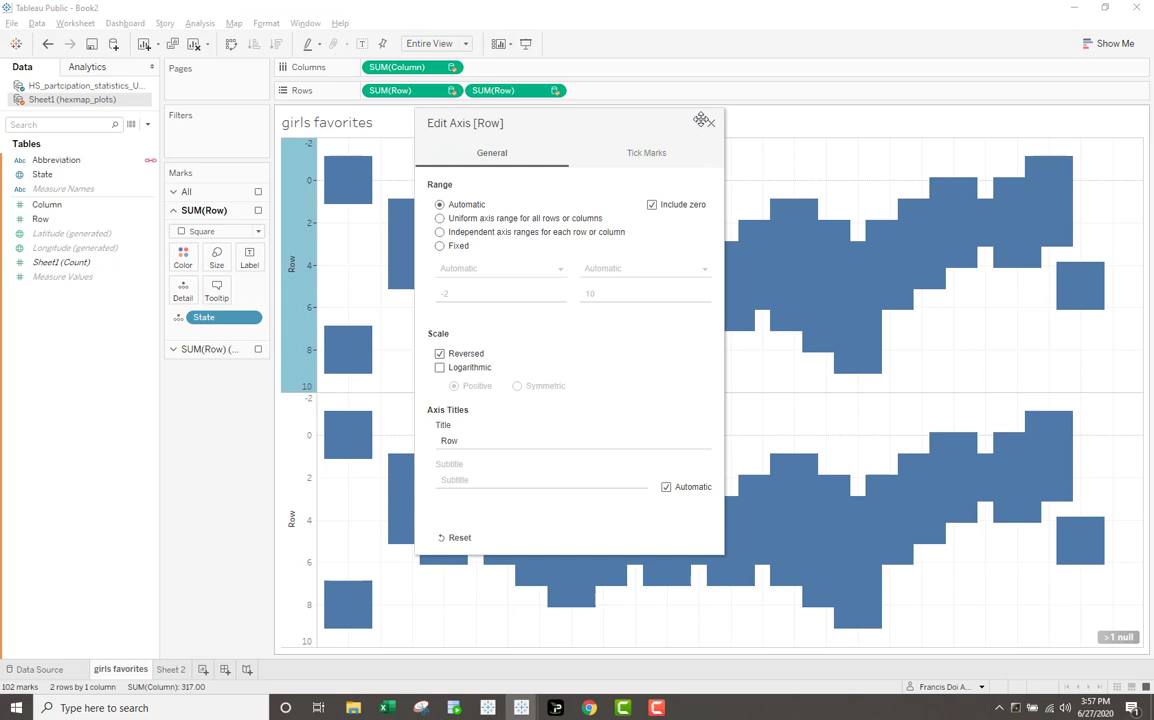 Tableau Public - Book2
File Data Worksheet Dashboard Story Analysis Map Format Window Help
Entire View
Show Me
Data Analytics
Pages
Columns SUM(Column)
HS_partcipation_statistics_U...
Rows SUM(Row) SUM(Row)
Sheet1 (hexmap_plots)
Search
Filters
Tables
Abc Abbreviation
State
Abc Measure Names
Column
Row
Latitude (generated)
Longitude (generated)
Sheet1 (Count)
Measure Values
Marks
All
SUM(Row)
Square
Color Size Label
Detail Tooltip
State
SUM(Row) (...
girls favorites
-2
0
2
4
6
8
10
Row
-2
0
2
4
6
8
10
Row
Edit Axis [Row]
General Tick Marks
Range
Automatic Include zero
Uniform axis range for all rows or columns
Independent axis ranges for each row or column
Fixed
Automatic Automatic
-2 10
Scale
Reversed
Logarithmic
Positive Symmetric
Axis Titles
Title
Row
Subtitle
Subtitle Automatic
Reset
>1 null
Data Source girls favorites Sheet 2
102 marks 2 rows by 1 column SUM(Column): 317.00 Francis Doi A...
Type here to search
3:57 PM
6/27/2020
1